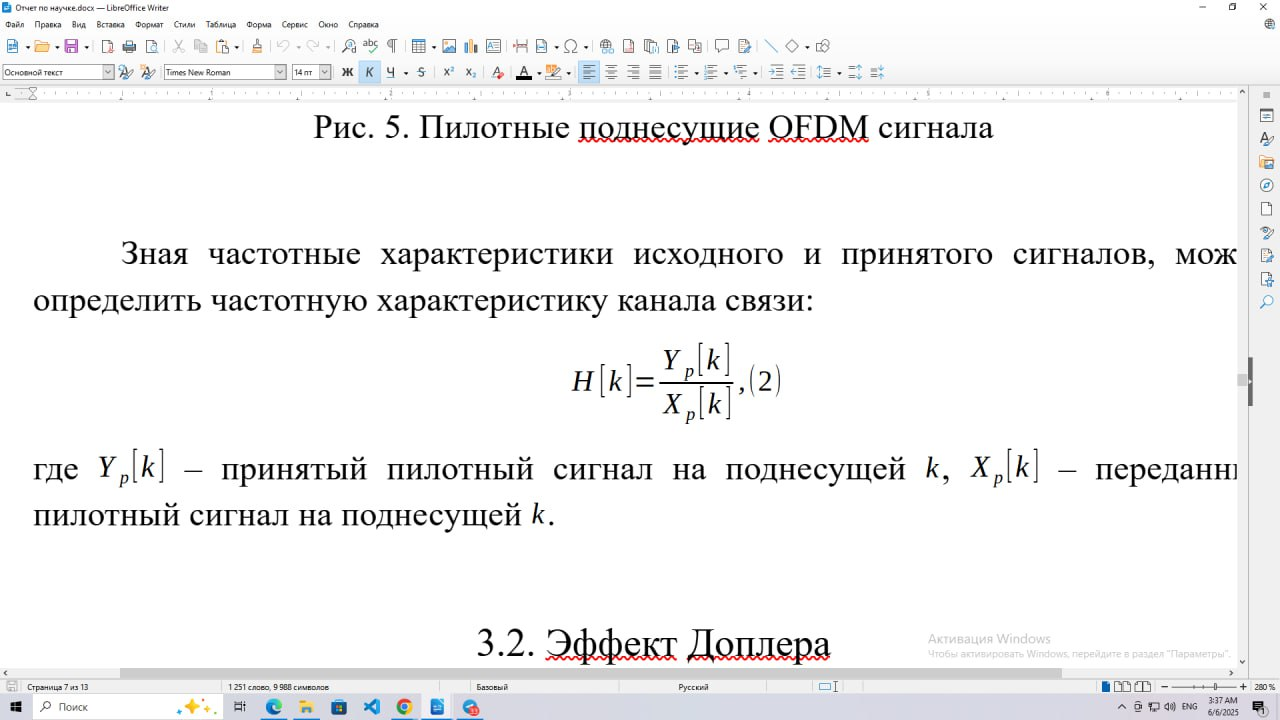 Отчет по научке.docx — LibreOffice Writer
Файл Правка Вид Вставка Формат Стили Таблица Форма Сервис Окно Справка
Основной текст Times New Roman 14 пт Ж К Ч S
Рис. 5. Пилотные поднесущие OFDM сигнала
Зная частотные характеристики исходного и принятого сигналов, мож
определить частотную характеристику канала связи:
H[k]=Y_p[k]/X_p[k],(2)
где Y_p[k] – принятый пилотный сигнал на поднесущей k, X_p[k] – переданн
пилотный сигнал на поднесущей k.
3.2. Эффект Доплера
Активация Windows
Чтобы активировать Windows, перейдите в раздел "Параметры".
Страница 7 из 13 1 251 слово, 9 988 символов Базовый Русский 280 %
Поиск ENG 3:37 AM
6/6/2025